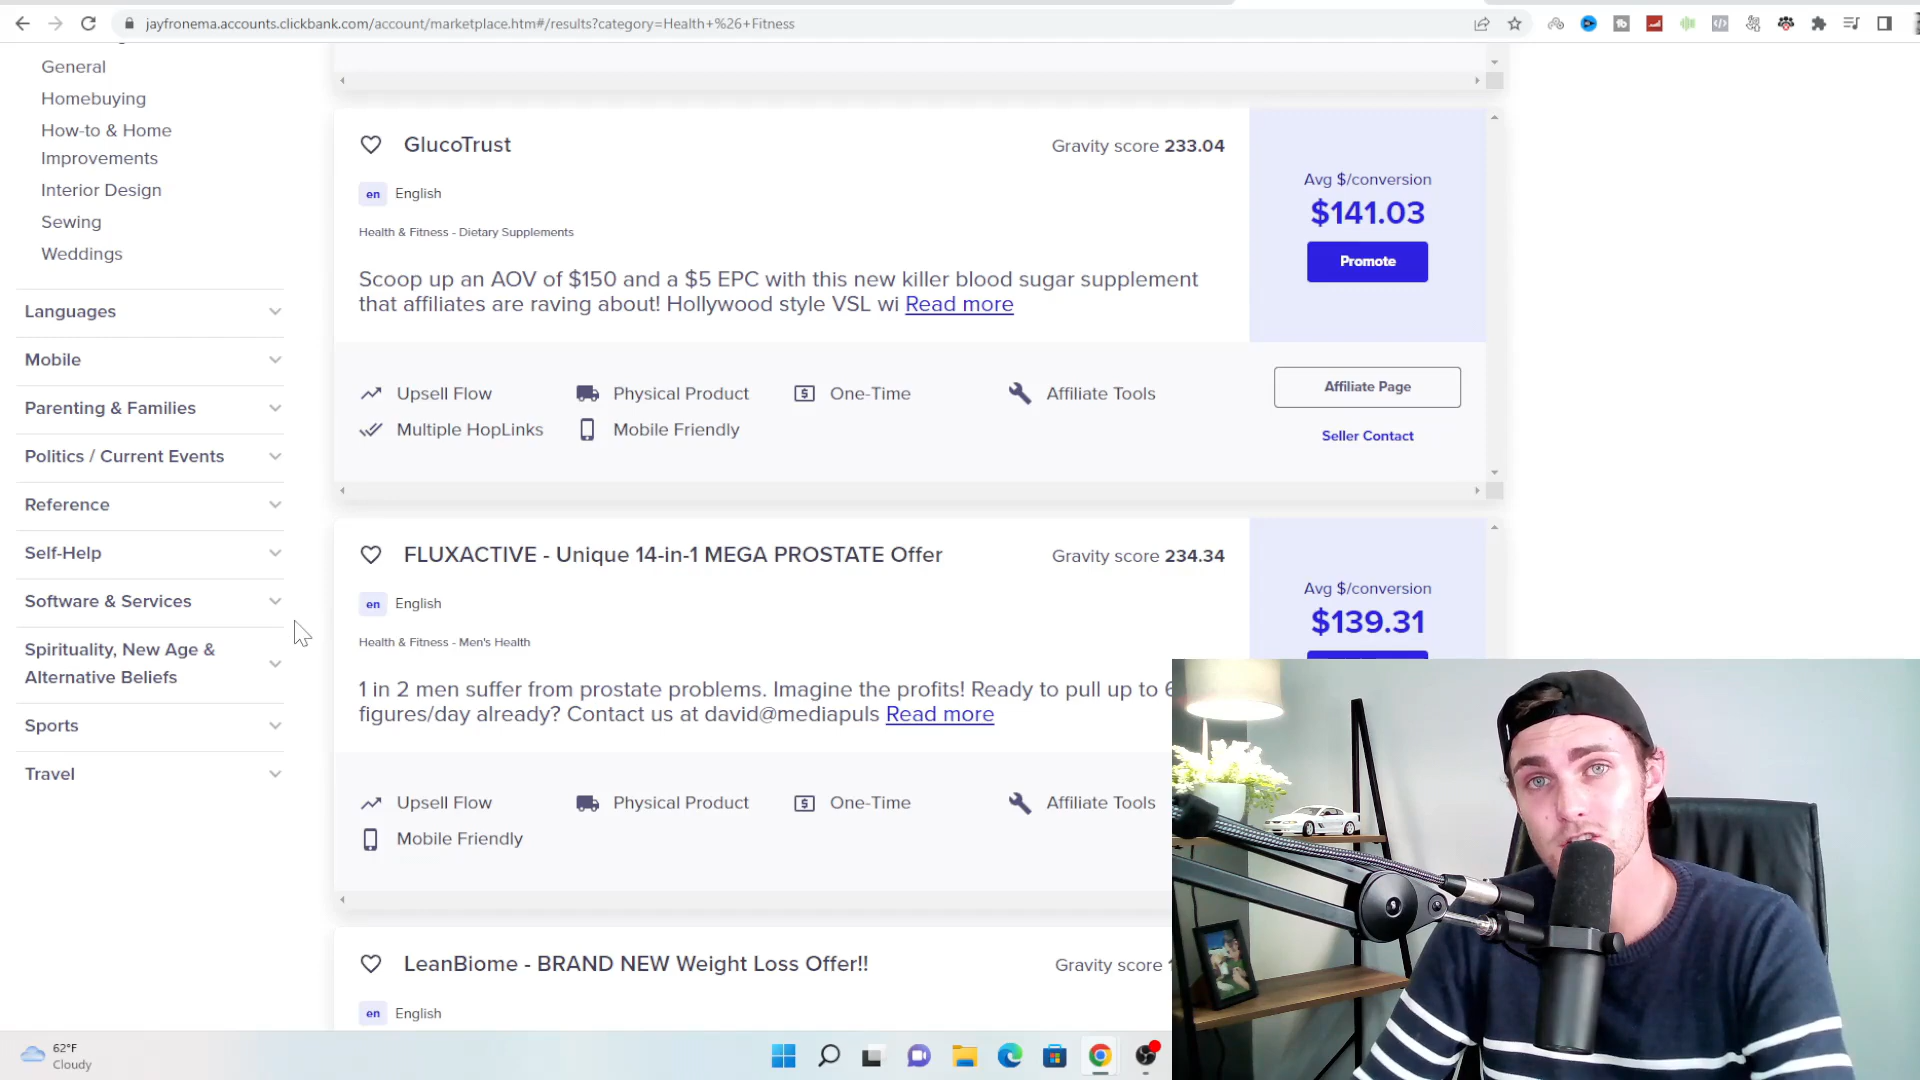 jayfronema.accounts.clickbank.com/account/marketplace.htm#/results?category=Health+%26+Fitness
General
Homebuying
How-to & Home
Improvements
Interior Design
Sewing
Weddings
Languages
Mobile
Parenting & Families
Politics / Current Events
Reference
Self-Help
Software & Services
Spirituality, New Age &
Alternative Beliefs
Sports
Travel
GlucoTrust
Gravity score 233.04
en English
Health & Fitness - Dietary Supplements
Scoop up an AOV of $150 and a $5 EPC with this new killer blood sugar supplement
that affiliates are raving about! Hollywood style VSL wi Read more
Avg $/conversion
$141.03
Promote
Upsell Flow
Physical Product
One-Time
Affiliate Tools
Multiple HopLinks
Mobile Friendly
Affiliate Page
Seller Contact
FLUXACTIVE - Unique 14-in-1 MEGA PROSTATE Offer
Gravity score 234.34
en English
Health & Fitness - Men's Health
1 in 2 men suffer from prostate problems. Imagine the profits! Ready to pull up to
figures/day already? Contact us at david@mediapuls Read more
Avg $/conversion
$139.31
Upsell Flow
Physical Product
One-Time
Affiliate Tools
Mobile Friendly
LeanBiome - BRAND NEW Weight Loss Offer!!
Gravity score
en English
62°F
Cloudy